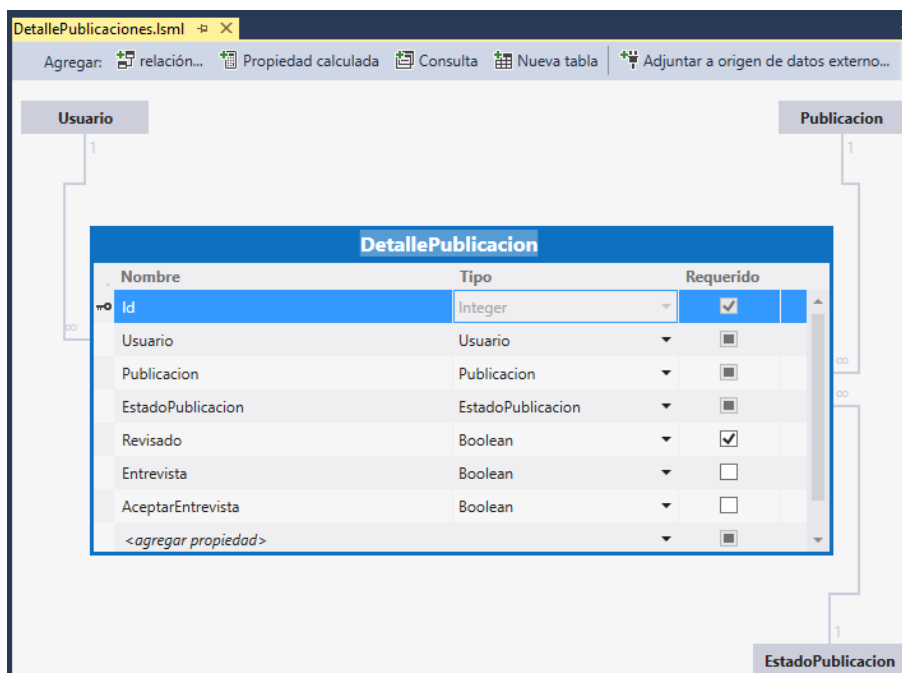 DetallePublicaciones.lsml
Agregar: relación... Propiedad calculada Consulta Nueva tabla Adjuntar a origen de datos externo...
Usuario Publicacion
1 1
DetallePublicacion
Nombre Tipo Requerido
Id Integer
∞
Usuario Usuario
Publicacion Publicacion
∞
EstadoPublicacion EstadoPublicacion
∞
Revisado Boolean
Entrevista Boolean
AceptarEntrevista Boolean
<agregar propiedad>
1
EstadoPublicacion